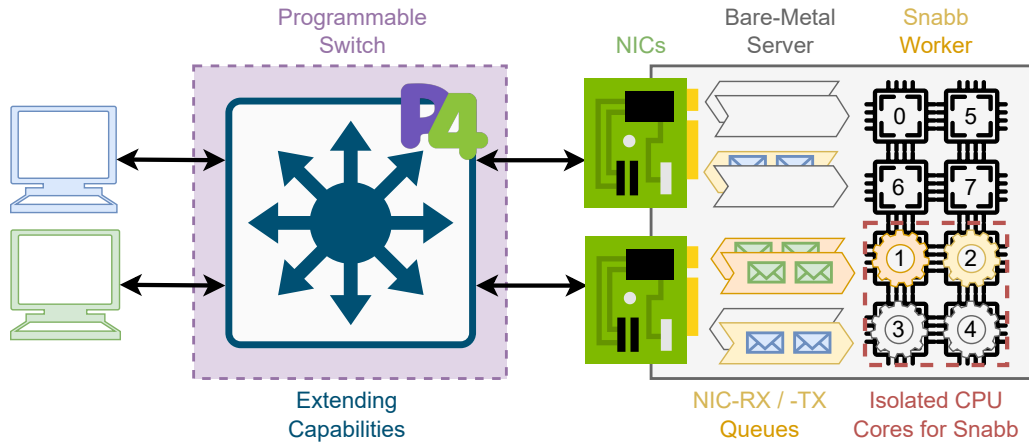 Programmable
Switch
NICs
Bare-Metal
Server
Snabb
Worker
P4
0
5
6
7
1
2
3
4
Extending
Capabilities
NIC-RX / -TX
Queues
Isolated CPU
Cores for Snabb